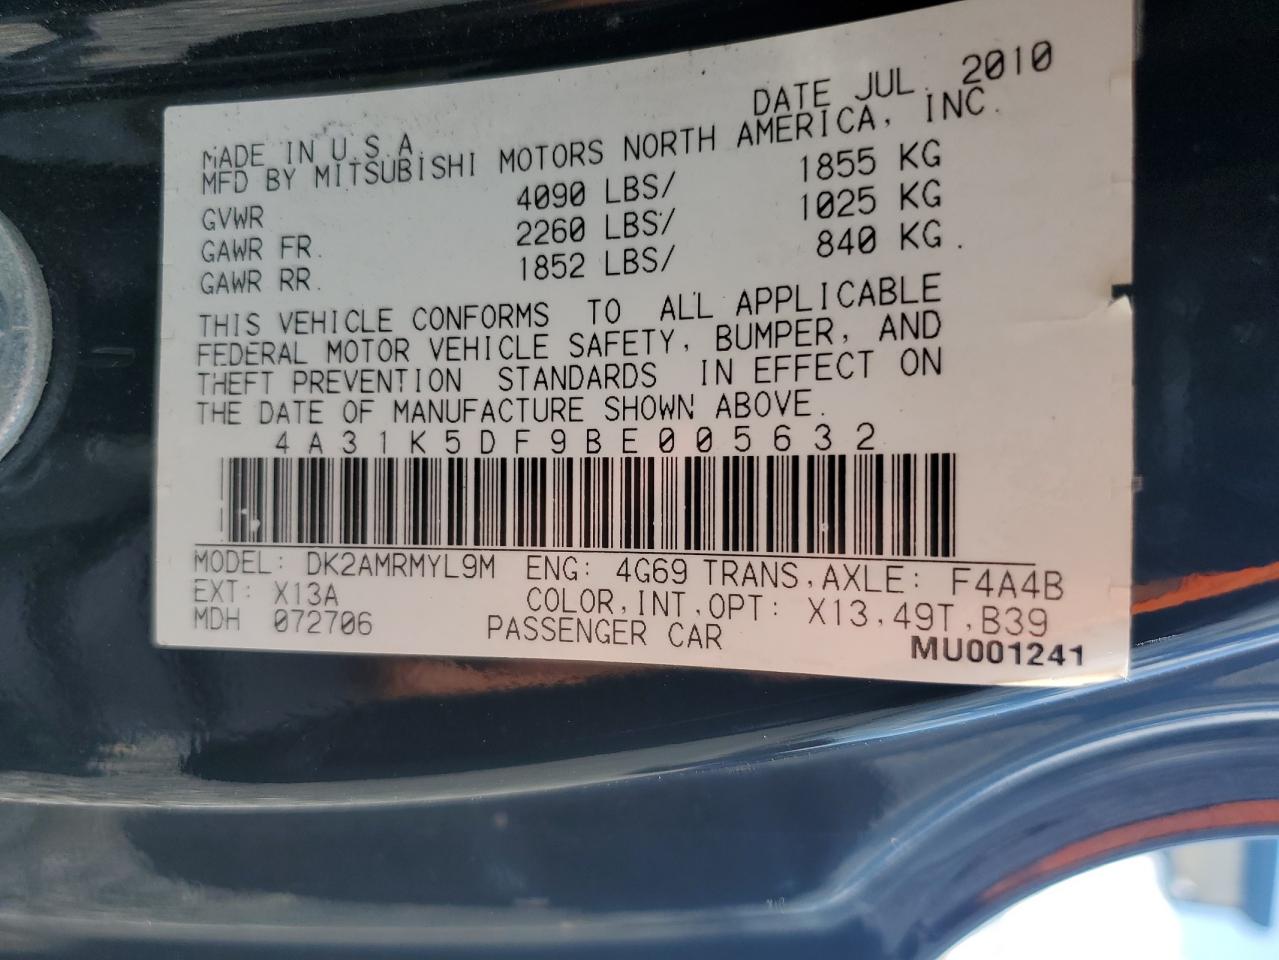 DATE JUL. 2010
MADE IN U.S.A.
MFD BY MITSUBISHI MOTORS NORTH AMERICA, INC.
GVWR 4090 LBS/ 1855 KG
GAWR FR. 2260 LBS/ 1025 KG
GAWR RR. 1852 LBS/ 840 KG.
THIS VEHICLE CONFORMS TO ALL APPLICABLE
FEDERAL MOTOR VEHICLE SAFETY, BUMPER, AND
THEFT PREVENTION STANDARDS IN EFFECT ON
THE DATE OF MANUFACTURE SHOWN ABOVE.
4A31K5DF9BE005632
MODEL: DK2AMRMYL9M ENG: 4G69 TRANS,AXLE: F4A4B
EXT: X13A COLOR,INT,OPT: X13,49T,B39
MDH 072706 PASSENGER CAR MU001241